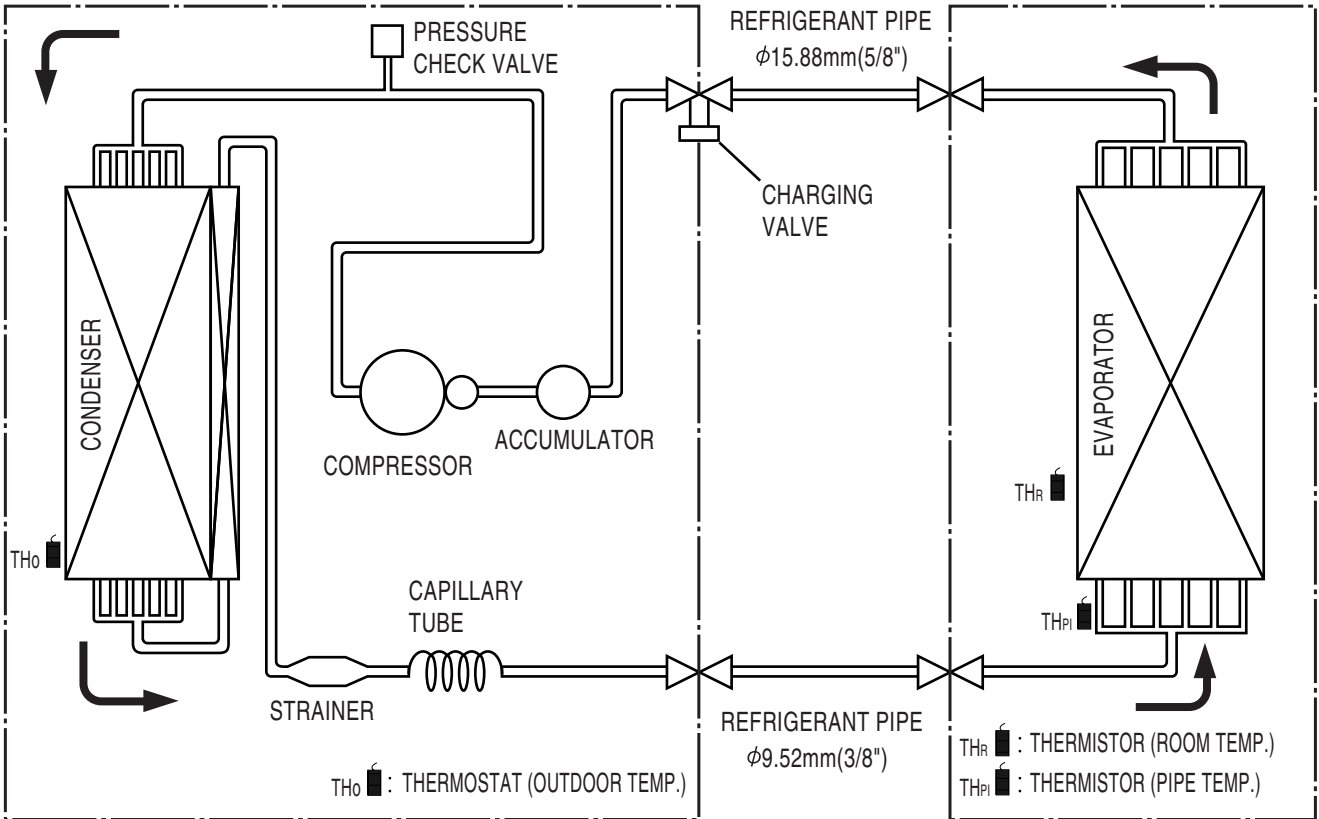 PRESSURE
CHECK VALVE
REFRIGERANT PIPE
φ15.88mm(5/8")
CHARGING
VALVE
CONDENSER
EVAPORATOR
COMPRESSOR
ACCUMULATOR
THR
THO
CAPILLARY
TUBE
THPI
STRAINER
REFRIGERANT PIPE
φ9.52mm(3/8")
THO : THERMOSTAT (OUTDOOR TEMP.)
THR : THERMISTOR (ROOM TEMP.)
THPI : THERMISTOR (PIPE TEMP.)